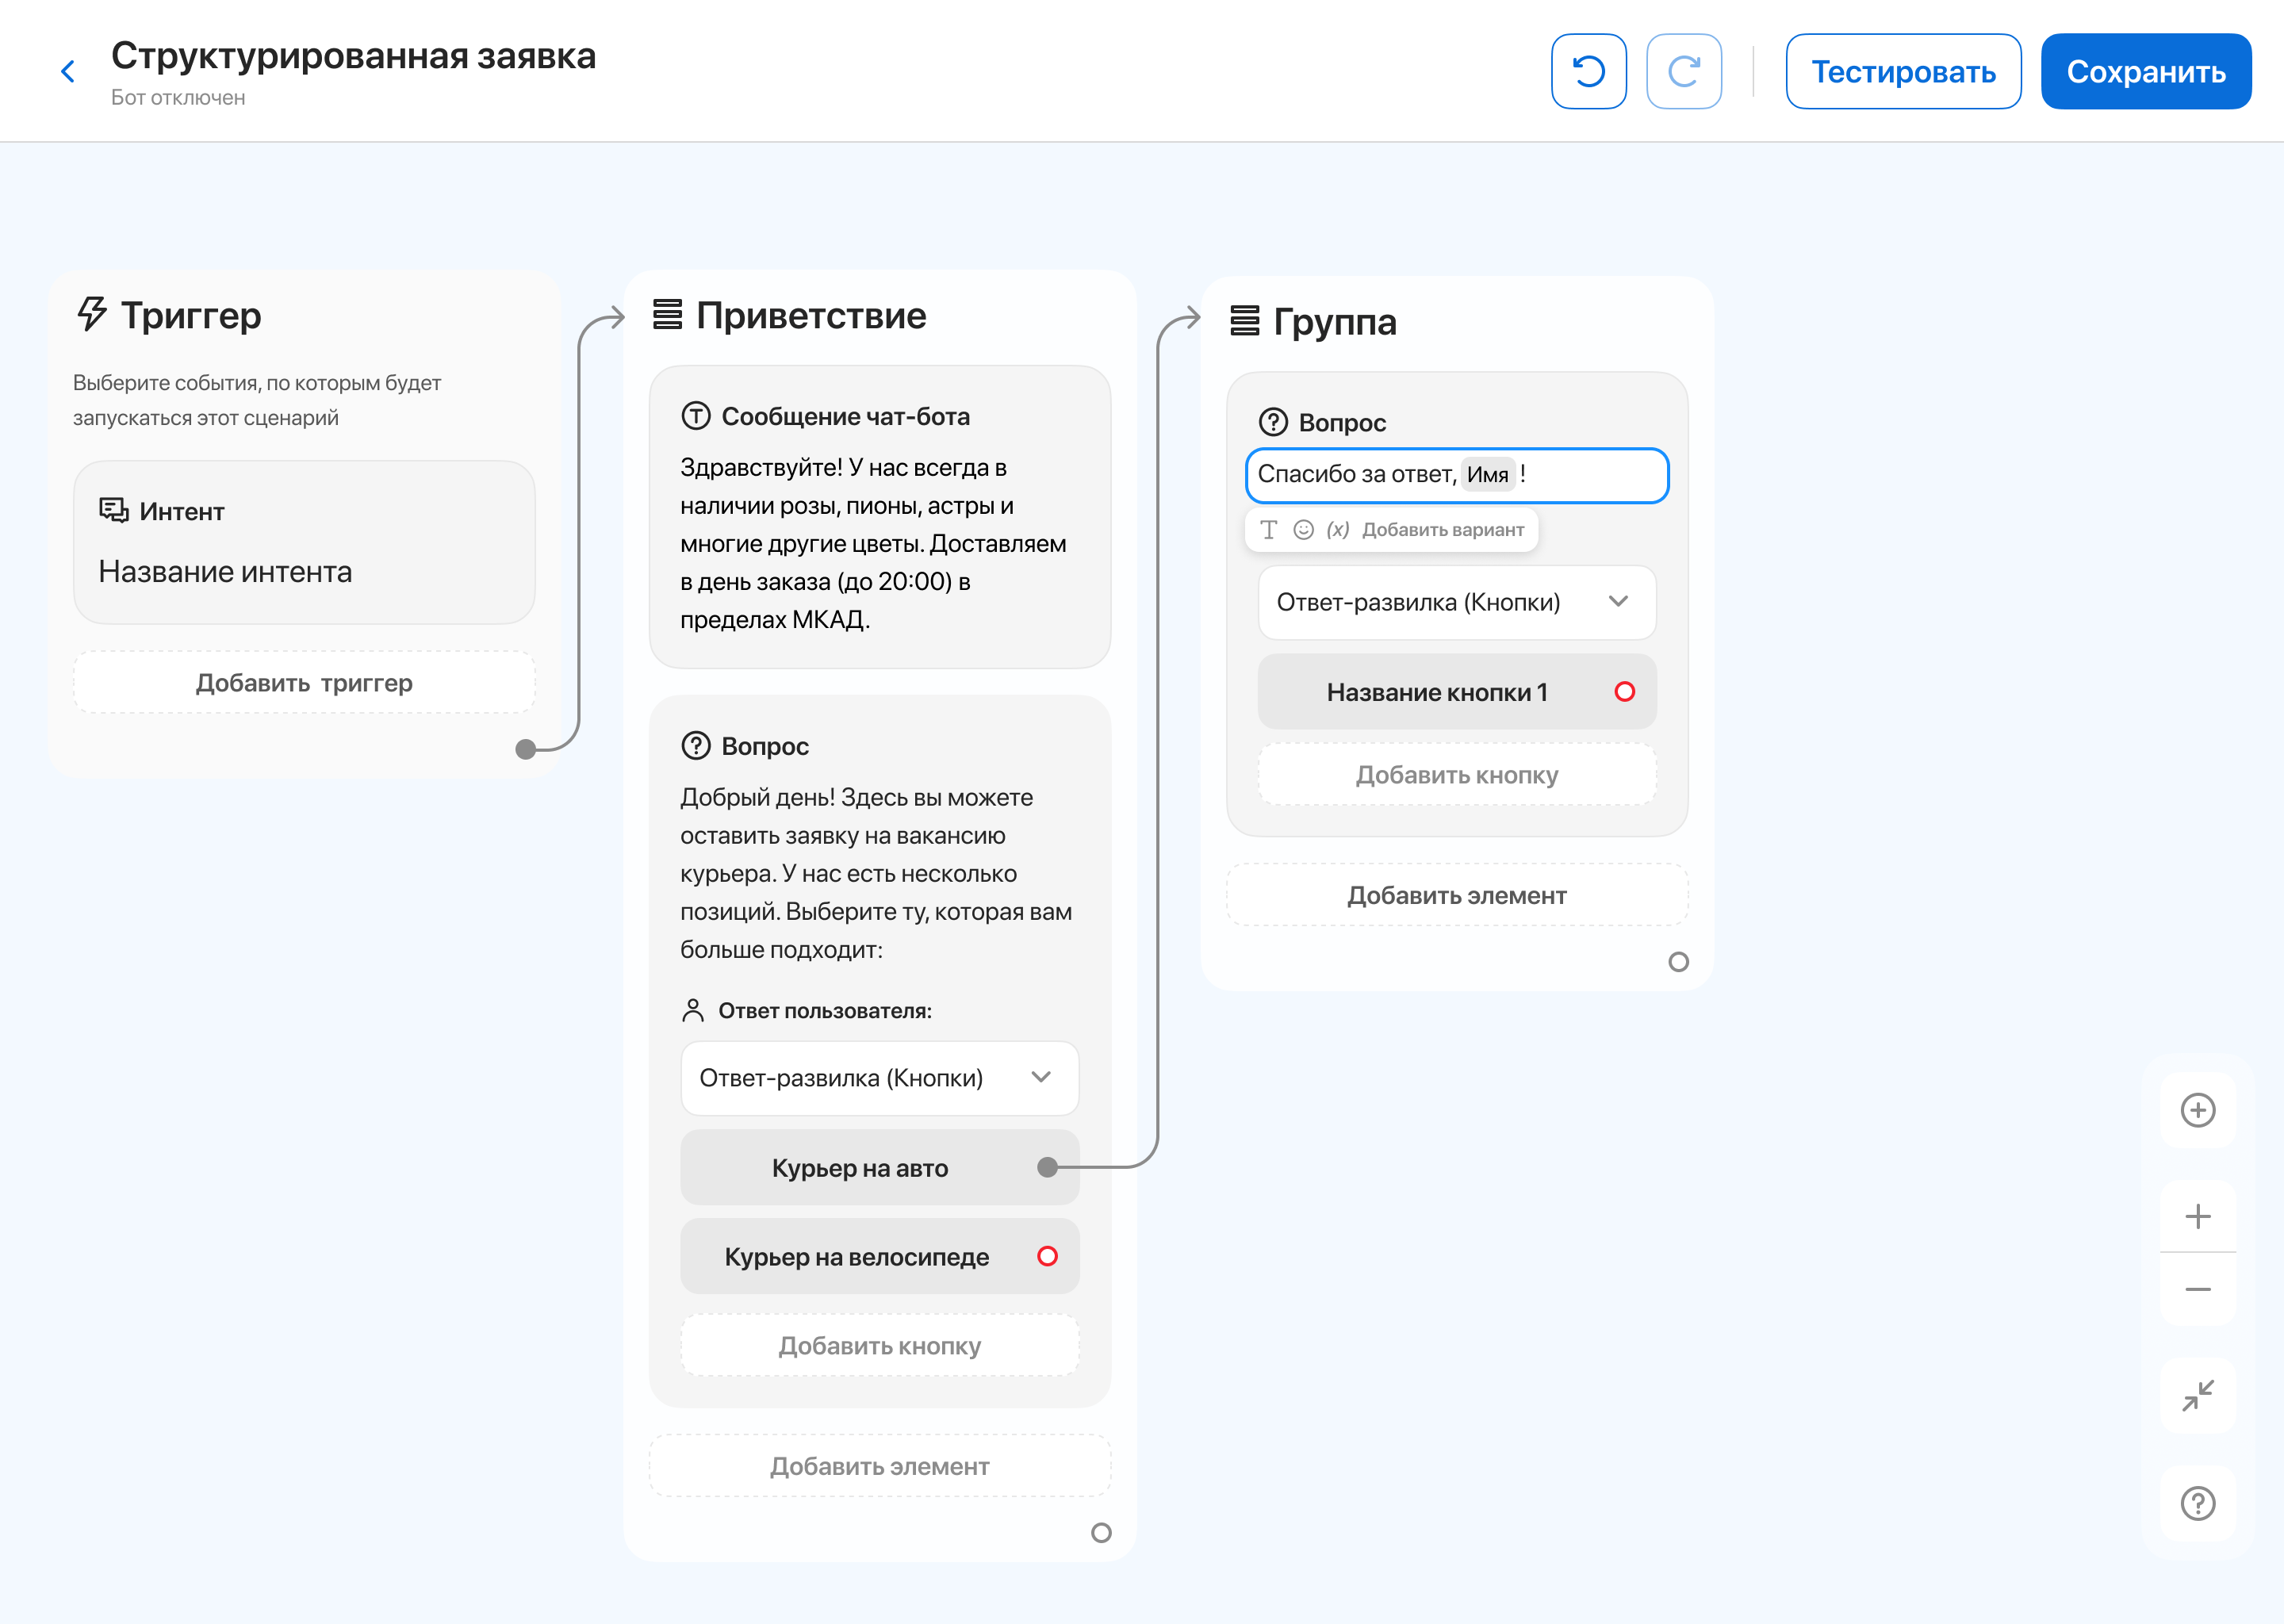 Структурированная заявка
Бот отключен
Тестировать
Сохранить
Триггер
Выберите события, по которым будет
запускаться этот сценарий
Интент
Название интента
Добавить триггер
Приветствие
Сообщение чат-бота
Здравствуйте! У нас всегда в
наличии розы, пионы, астры и
многие другие цветы. Доставляем
в день заказа (до 20:00) в
пределах МКАД.
Вопрос
Добрый день! Здесь вы можете
оставить заявку на вакансию
курьера. У нас есть несколько
позиций. Выберите ту, которая вам
больше подходит:
Ответ пользователя:
Ответ-развилка (Кнопки)
Курьер на авто
Курьер на велосипеде
Добавить кнопку
Добавить элемент
Группа
Вопрос
Спасибо за ответ, Имя !
(x) Добавить вариант
Ответ-развилка (Кнопки)
Название кнопки 1
Добавить кнопку
Добавить элемент